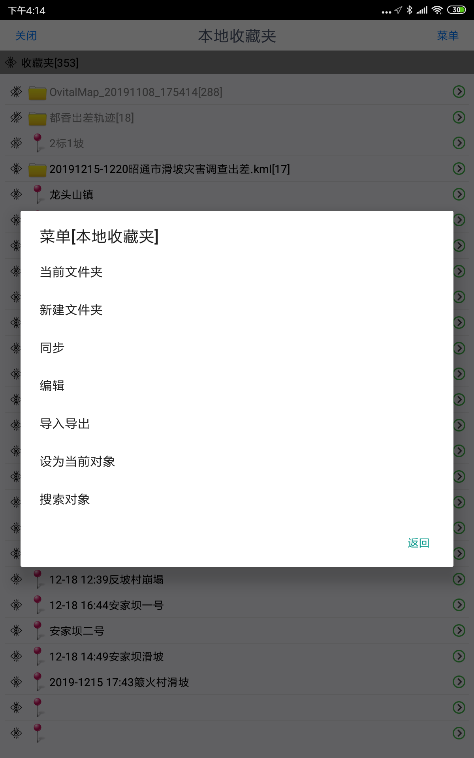 下午4:14
30
关闭
本地收藏夹
菜单
收藏夹[353]
OvitalMap_20191108_175414[288]
都香出差轨迹[18]
2标1坡
20191215-1220昭通市滑坡灾害调查出差.kml[17]
龙头山镇
菜单[本地收藏夹]
当前文件夹
新建文件夹
同步
编辑
导入导出
设为当前对象
搜索对象
返回
12-18 12:39反坡村崩塌
12-18 16:44安家坝一号
安家坝二号
12-18 14:49安家坝滑坡
2019-1215 17:43簸火村滑坡